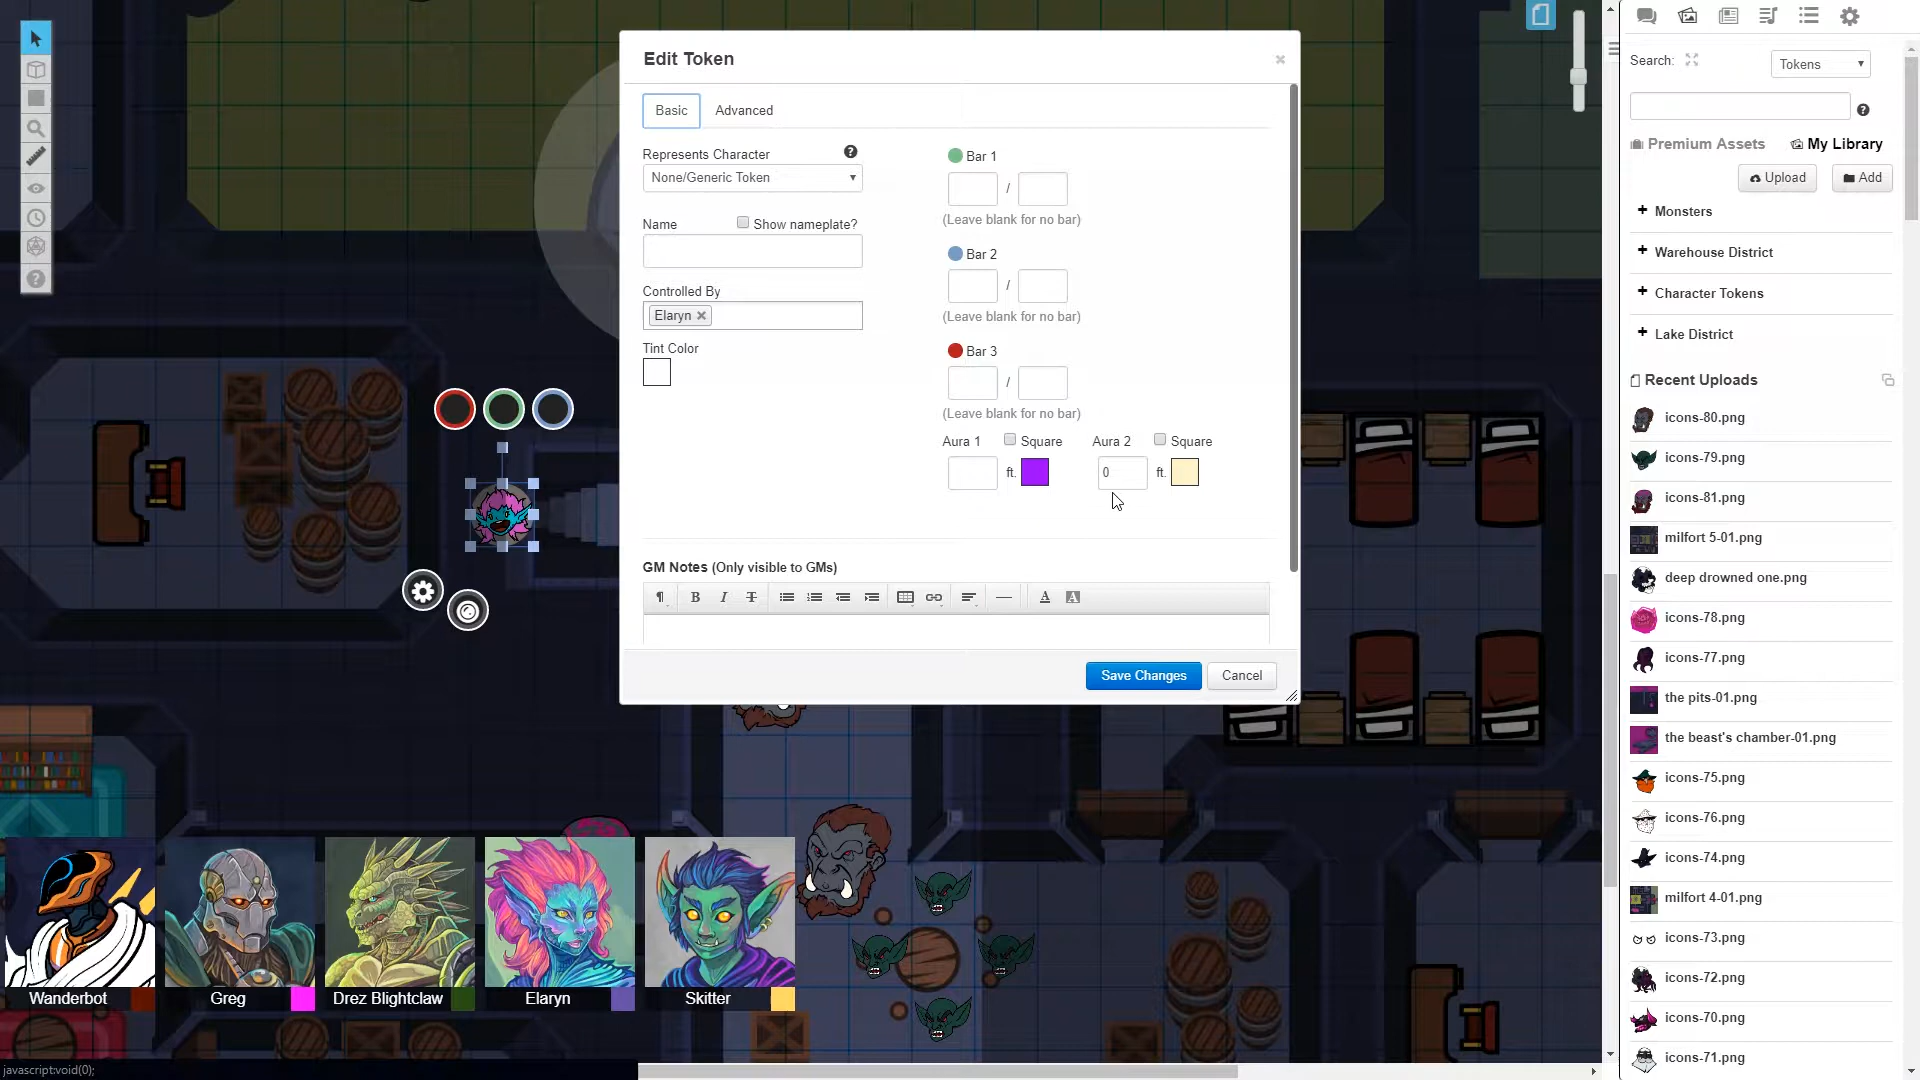 Edit Token
×
Basic
Advanced
Represents Character
None/Generic Token
Name
Show nameplate?
Controlled By
Elaryn ×
Tint Color
Bar 1
/
(Leave blank for no bar)
Bar 2
/
(Leave blank for no bar)
Bar 3
/
(Leave blank for no bar)
Aura 1 Square Aura 2 Square
ft. 0 ft.
GM Notes (Only visible to GMs)
Save Changes
Cancel
Search:
Tokens
Premium Assets
My Library
Upload
Add
+ Monsters
+ Warehouse District
+ Character Tokens
+ Lake District
Recent Uploads
icons-80.png
icons-79.png
icons-81.png
milfort 5-01.png
deep drowned one.png
icons-78.png
icons-77.png
the pits-01.png
the beast's chamber-01.png
icons-75.png
icons-76.png
icons-74.png
milfort 4-01.png
icons-73.png
icons-72.png
icons-70.png
icons-71.png
Wanderbot
Greg
Drez Blightclaw
Elaryn
Skitter
javascript:void(0);